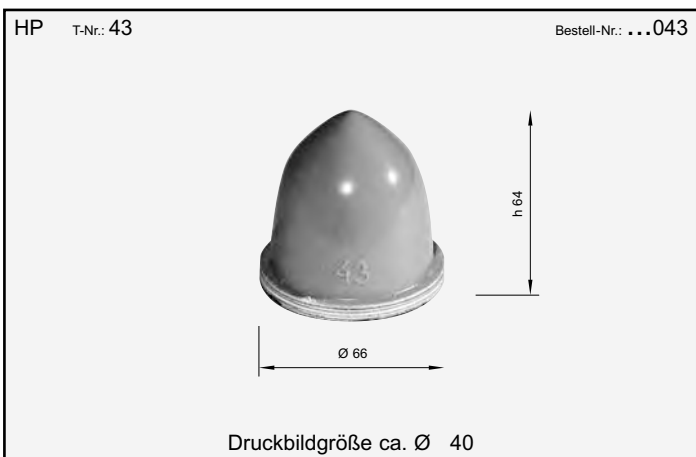 HP T-Nr.: 43 Bestell-Nr.: ...043
h 64
43
Ø 66
Druckbildgröße ca. Ø 40